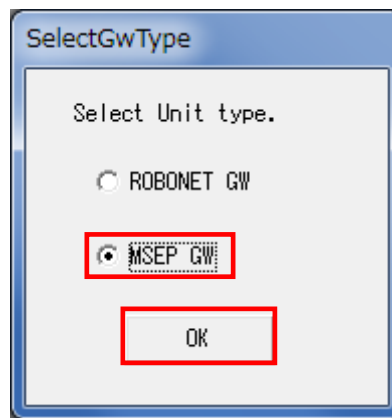 SelectGwType
Select Unit type.
ROBONET GW
MSEP GW
OK